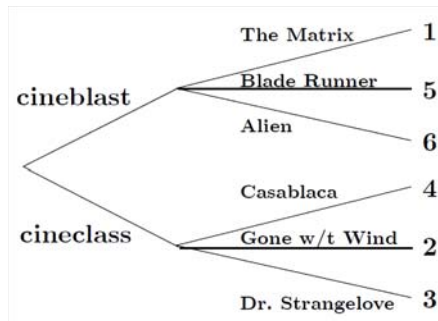 The Matrix 1
cineblast
Blade Runner 5
Alien 6
Casablaca 4
cineclass
Gone w/t Wind 2
Dr. Strangelove 3